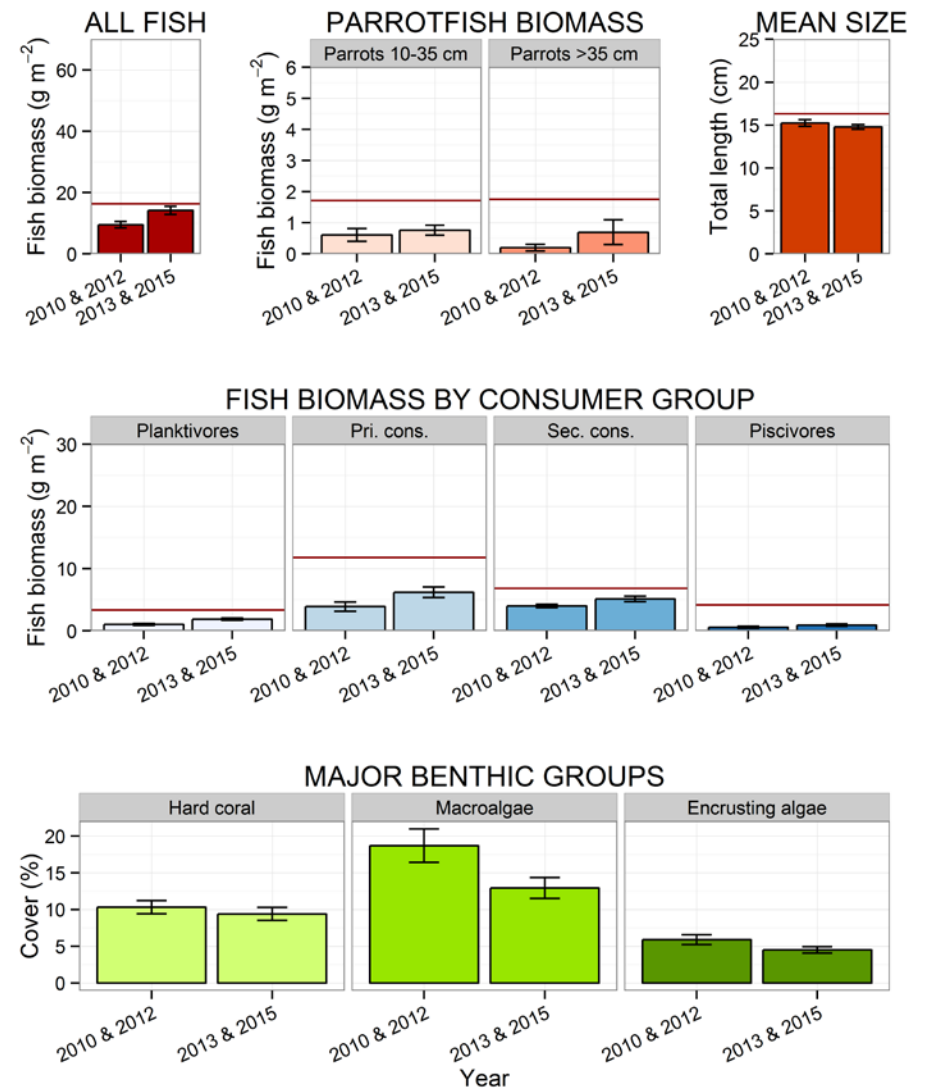 ALL FISH
PARROTFISH BIOMASS
MEAN SIZE
Fish biomass (g m⁻²)
60
40
20
0
2010 & 2012
2013 & 2015
Fish biomass (g m⁻²)
Parrots 10-35 cm
Parrots >35 cm
6
5
4
3
2
1
0
2010 & 2012
2013 & 2015
2010 & 2012
2013 & 2015
Total length (cm)
25
20
15
10
5
0
2010 & 2012
2013 & 2015
FISH BIOMASS BY CONSUMER GROUP
Planktivores
Pri. cons.
Sec. cons.
Piscivores
Fish biomass (g m⁻²)
30
20
10
0
2010 & 2012
2013 & 2015
2010 & 2012
2013 & 2015
2010 & 2012
2013 & 2015
2010 & 2012
2013 & 2015
MAJOR BENTHIC GROUPS
Hard coral
Macroalgae
Encrusting algae
Cover (%)
20
15
10
5
0
2010 & 2012
2013 & 2015
2010 & 2012
2013 & 2015
2010 & 2012
2013 & 2015
Year